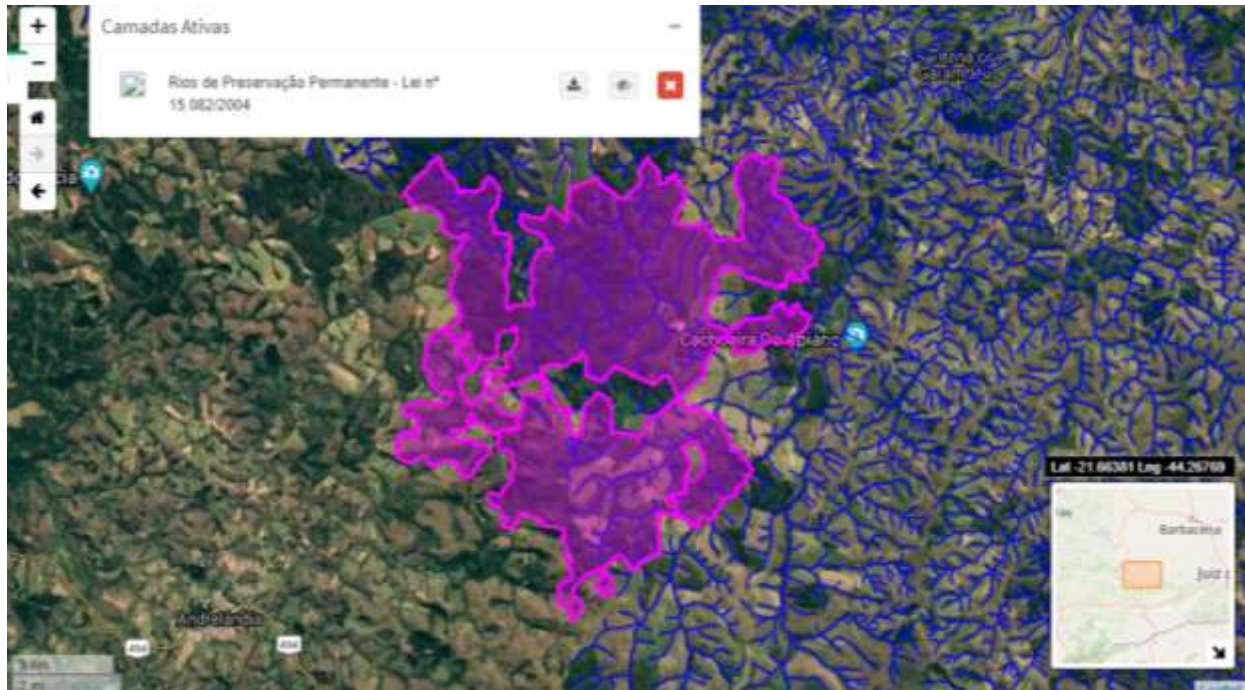 +
Camadas Ativas
−
−
Rios de Preservação Permanente - Lei nº
15.082/2004
Cachoeira Do
Lat -21.66381 Lng -44.26769
Barbacena
Juiz
Andrelândia
494
494